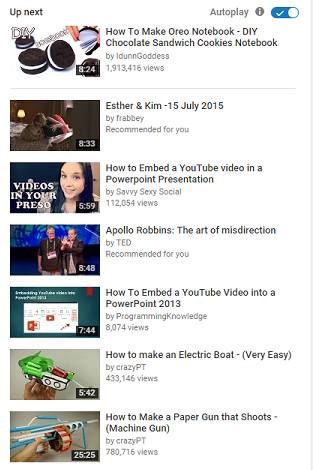 Up next
Autoplay
DIY
8:24
How To Make Oreo Notebook - DIY
Chocolate Sandwich Cookies Notebook
by IdunnGoddess
1,913,416 views
8:33
Esther & Kim -15 July 2015
by frabbey
Recommended for you
VIDEOS
IN YOUR
PRESO
5:59
How to Embed a YouTube video in a
Powerpoint Presentation
by Savvy Sexy Social
112,054 views
8:48
Apollo Robbins: The art of misdirection
by TED
Recommended for you
Embedding YouTube video into
PowerPoint 2013
7:44
How To Embed a YouTube Video into a
PowerPoint 2013
by ProgrammingKnowledge
8,074 views
5:42
How to make an Electric Boat - (Very Easy)
by crazyPT
433,146 views
25:25
How to Make a Paper Gun that Shoots -
(Machine Gun)
by crazyPT
780,716 views